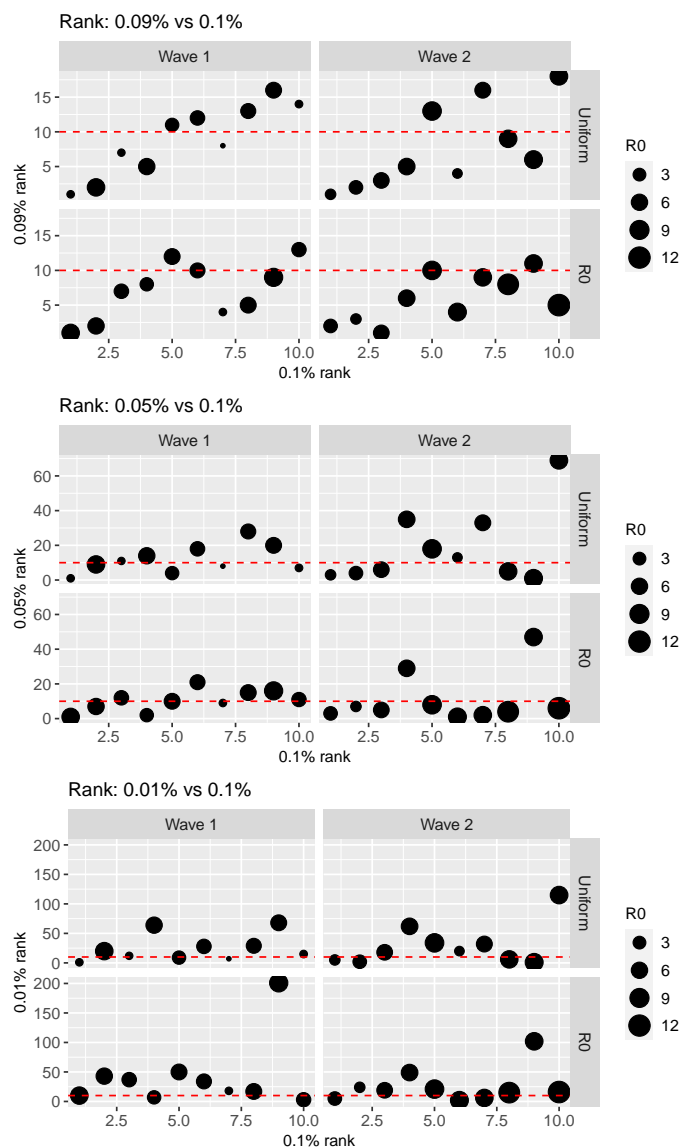 Rank: 0.09% vs 0.1%
Wave 1 Wave 2
15
10
5
Uniform
15
10
5
R0
0.09% rank
2.5 5.0 7.5 10.0 2.5 5.0 7.5 10.0
0.1% rank
R0
3
6
9
12
Rank: 0.05% vs 0.1%
Wave 1 Wave 2
60
40
20
0
Uniform
60
40
20
0
R0
0.05% rank
2.5 5.0 7.5 10.0 2.5 5.0 7.5 10.0
0.1% rank
R0
3
6
9
12
Rank: 0.01% vs 0.1%
Wave 1 Wave 2
200
150
100
50
0
Uniform
200
150
100
50
0
R0
0.01% rank
2.5 5.0 7.5 10.0 2.5 5.0 7.5 10.0
0.1% rank
R0
3
6
9
12